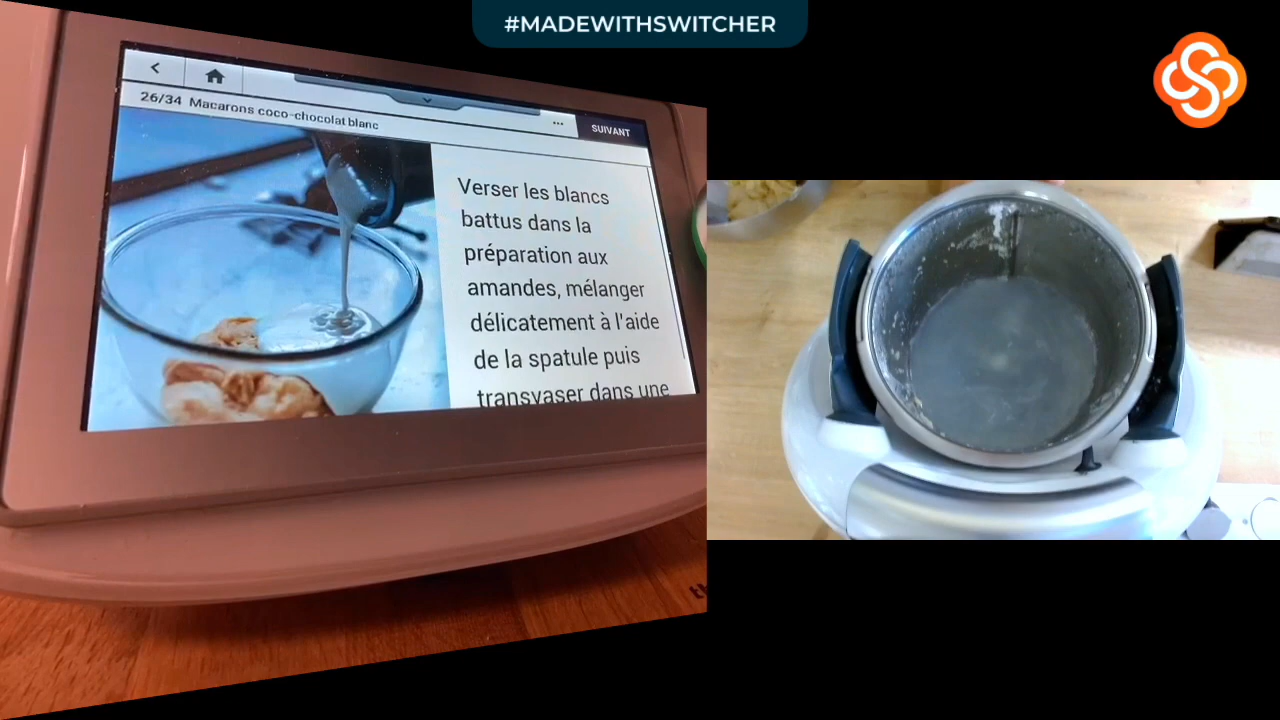 #MADEWITHSWITCHER
26/34 Macarons coco-chocolat blanc
...
SUIVANT
Verser les blancs
battus dans la
préparation aux
amandes, mélanger
délicatement à l'aide
de la spatule puis
transvaser dans une